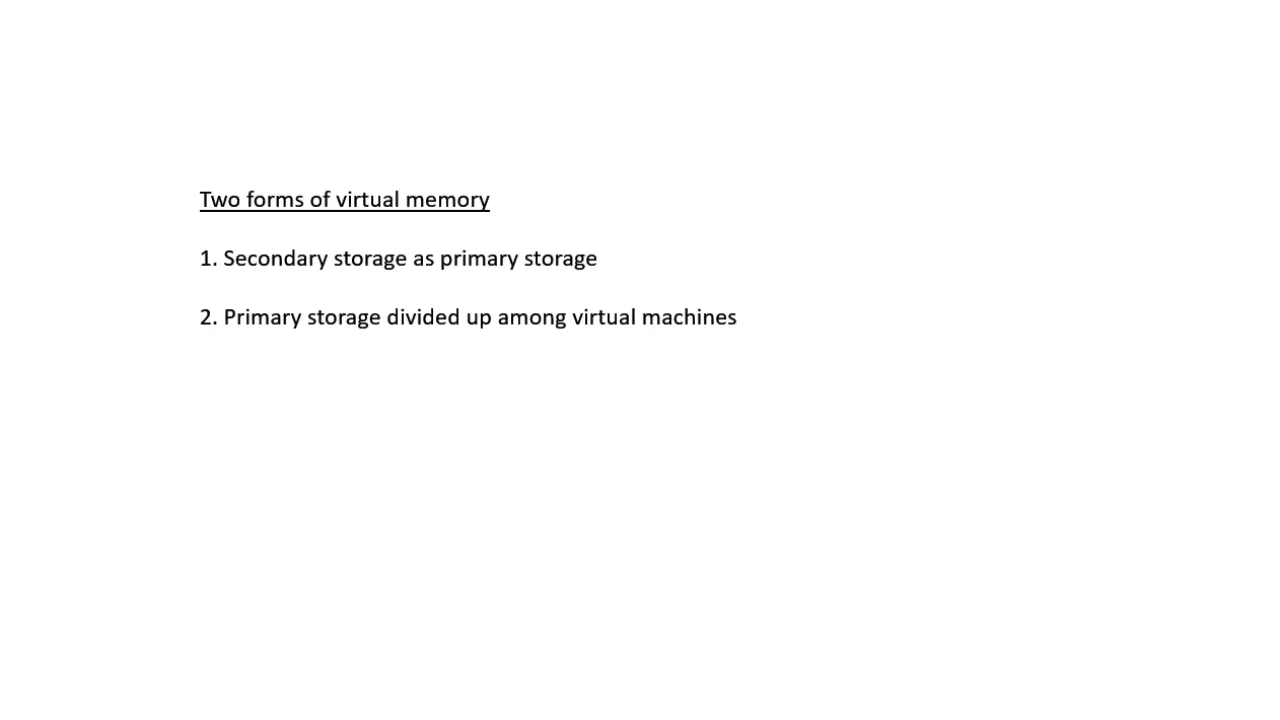 Two forms of virtual memory
1. Secondary storage as primary storage
2. Primary storage divided up among virtual machines